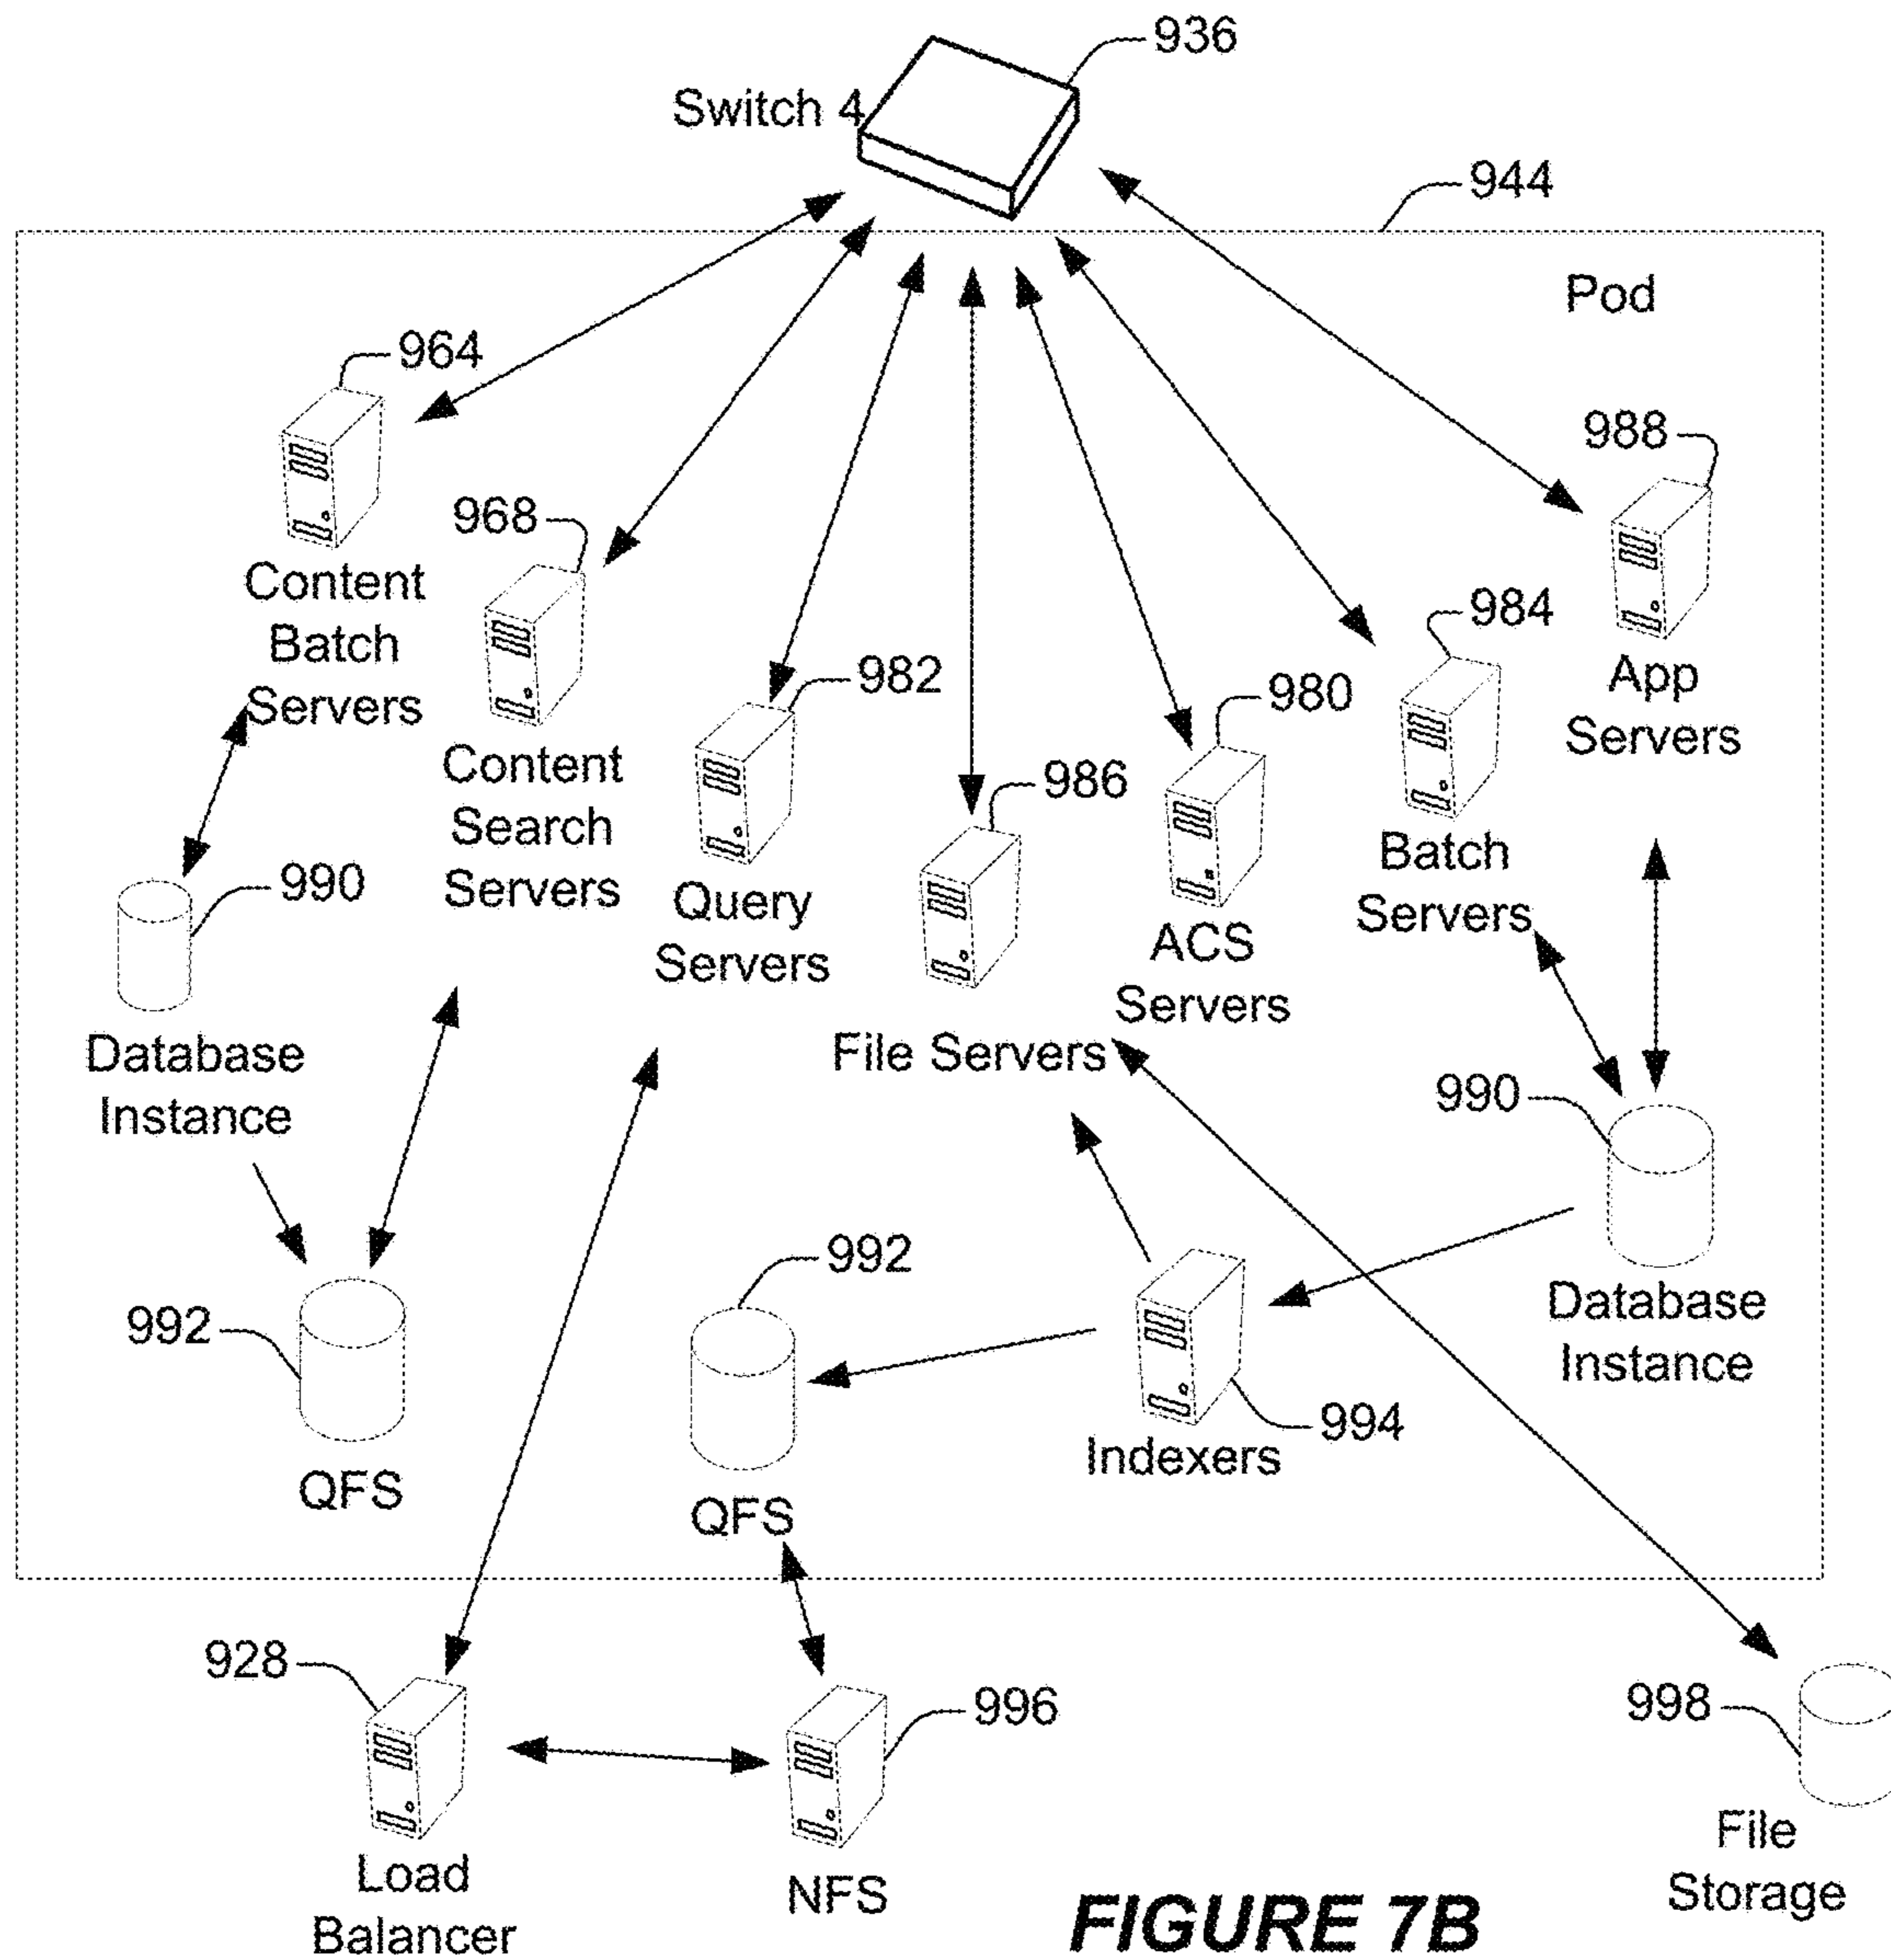 936
Switch 4
944
Pod
964
988
968
Content
Batch
Servers
984
982
980
App
Servers
Content
Search
Servers
986
Batch
Servers
990
Query
Servers
ACS
Servers
Database
Instance
File Servers
990
992
992
Database
Instance
994
Indexers
QFS
QFS
928
996
998
Load
Balancer
NFS
File
Storage
FIGURE 7B